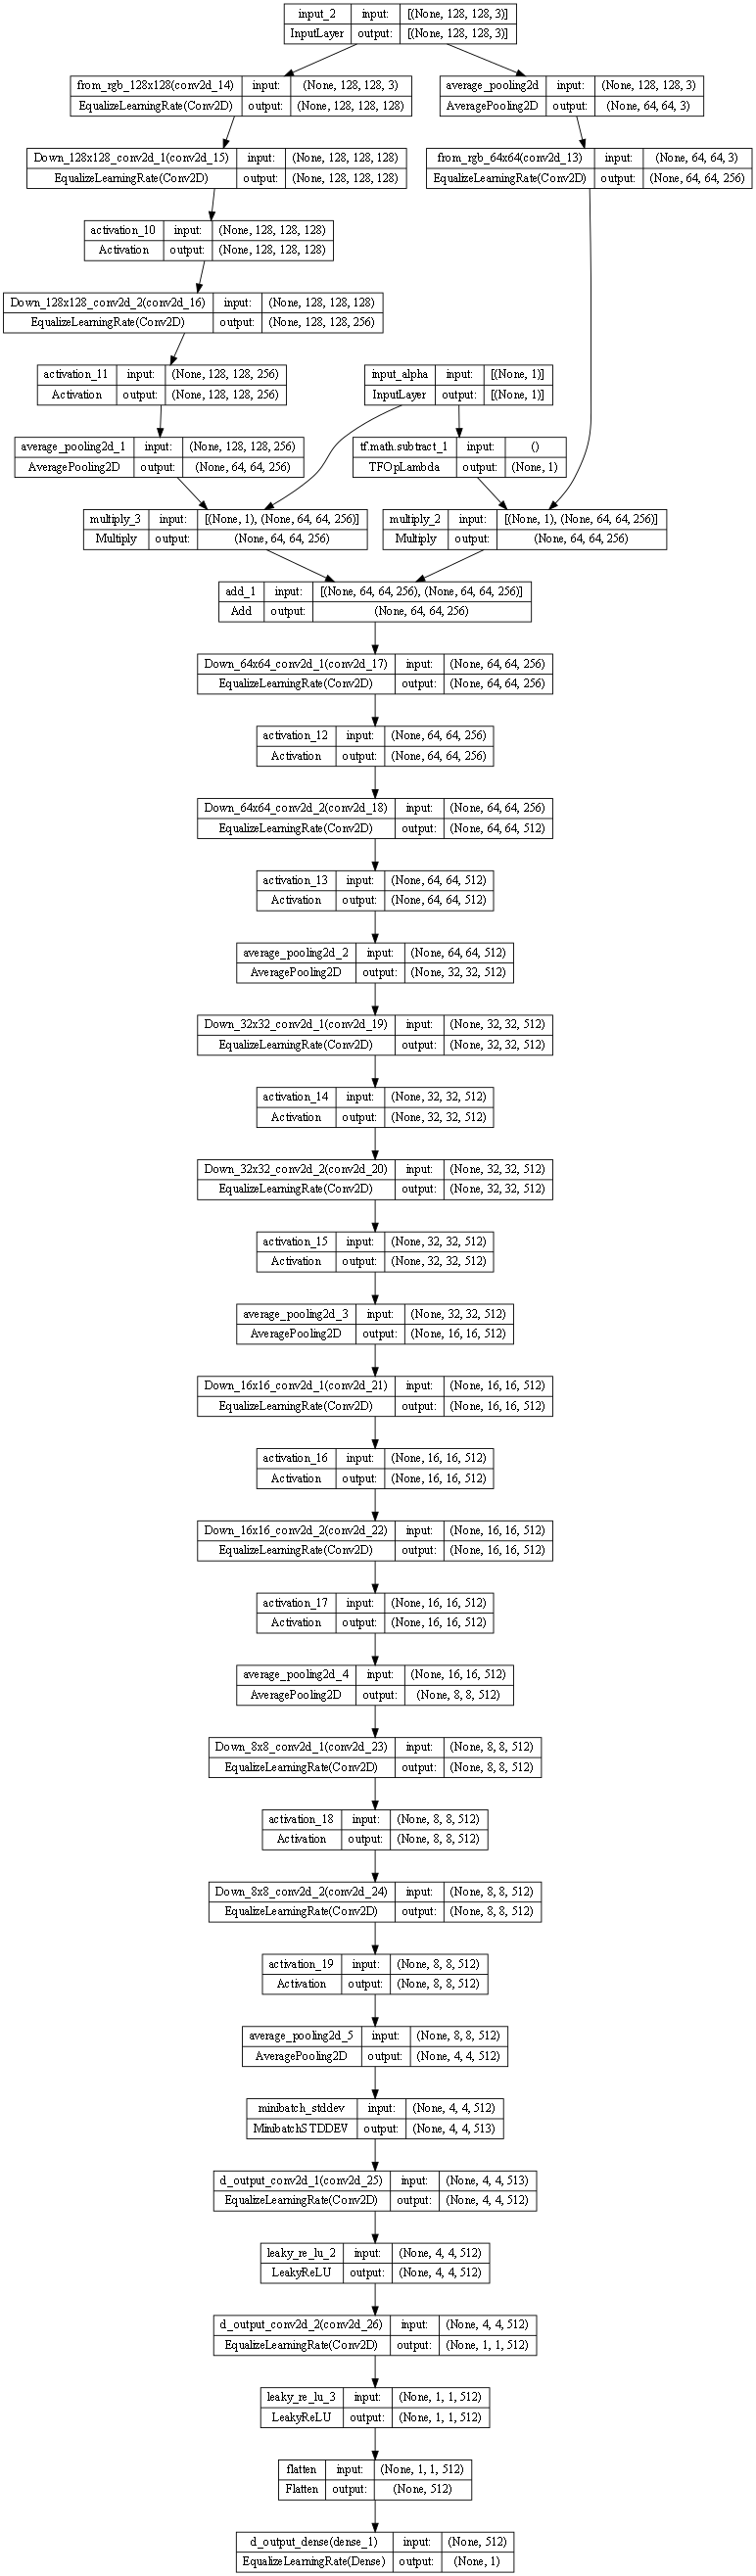 input_2 input: [(None, 128, 128, 3)]
InputLayer output: [(None, 128, 128, 3)]
from_rgb_128x128(conv2d_14) input: (None, 128, 128, 3)
EqualizeLearningRate(Conv2D) output: (None, 128, 128, 128)
average_pooling2d input: (None, 128, 128, 3)
AveragePooling2D output: (None, 64, 64, 3)
Down_128x128_conv2d_1(conv2d_15) input: (None, 128, 128, 128)
EqualizeLearningRate(Conv2D) output: (None, 128, 128, 128)
from_rgb_64x64(conv2d_13) input: (None, 64, 64, 3)
EqualizeLearningRate(Conv2D) output: (None, 64, 64, 256)
activation_10 input: (None, 128, 128, 128)
Activation output: (None, 128, 128, 128)
Down_128x128_conv2d_2(conv2d_16) input: (None, 128, 128, 128)
EqualizeLearningRate(Conv2D) output: (None, 128, 128, 256)
activation_11 input: (None, 128, 128, 256)
Activation output: (None, 128, 128, 256)
input_alpha input: [(None, 1)]
InputLayer output: [(None, 1)]
average_pooling2d_1 input: (None, 128, 128, 256)
AveragePooling2D output: (None, 64, 64, 256)
tf.math.subtract_1 input: ()
TFOpLambda output: (None, 1)
multiply_3 input: [(None, 1), (None, 64, 64, 256)]
Multiply output: (None, 64, 64, 256)
multiply_2 input: [(None, 1), (None, 64, 64, 256)]
Multiply output: (None, 64, 64, 256)
add_1 input: [(None, 64, 64, 256), (None, 64, 64, 256)]
Add output: (None, 64, 64, 256)
Down_64x64_conv2d_1(conv2d_17) input: (None, 64, 64, 256)
EqualizeLearningRate(Conv2D) output: (None, 64, 64, 256)
activation_12 input: (None, 64, 64, 256)
Activation output: (None, 64, 64, 256)
Down_64x64_conv2d_2(conv2d_18) input: (None, 64, 64, 256)
EqualizeLearningRate(Conv2D) output: (None, 64, 64, 512)
activation_13 input: (None, 64, 64, 512)
Activation output: (None, 64, 64, 512)
average_pooling2d_2 input: (None, 64, 64, 512)
AveragePooling2D output: (None, 32, 32, 512)
Down_32x32_conv2d_1(conv2d_19) input: (None, 32, 32, 512)
EqualizeLearningRate(Conv2D) output: (None, 32, 32, 512)
activation_14 input: (None, 32, 32, 512)
Activation output: (None, 32, 32, 512)
Down_32x32_conv2d_2(conv2d_20) input: (None, 32, 32, 512)
EqualizeLearningRate(Conv2D) output: (None, 32, 32, 512)
activation_15 input: (None, 32, 32, 512)
Activation output: (None, 32, 32, 512)
average_pooling2d_3 input: (None, 32, 32, 512)
AveragePooling2D output: (None, 16, 16, 512)
Down_16x16_conv2d_1(conv2d_21) input: (None, 16, 16, 512)
EqualizeLearningRate(Conv2D) output: (None, 16, 16, 512)
activation_16 input: (None, 16, 16, 512)
Activation output: (None, 16, 16, 512)
Down_16x16_conv2d_2(conv2d_22) input: (None, 16, 16, 512)
EqualizeLearningRate(Conv2D) output: (None, 16, 16, 512)
activation_17 input: (None, 16, 16, 512)
Activation output: (None, 16, 16, 512)
average_pooling2d_4 input: (None, 16, 16, 512)
AveragePooling2D output: (None, 8, 8, 512)
Down_8x8_conv2d_1(conv2d_23) input: (None, 8, 8, 512)
EqualizeLearningRate(Conv2D) output: (None, 8, 8, 512)
activation_18 input: (None, 8, 8, 512)
Activation output: (None, 8, 8, 512)
Down_8x8_conv2d_2(conv2d_24) input: (None, 8, 8, 512)
EqualizeLearningRate(Conv2D) output: (None, 8, 8, 512)
activation_19 input: (None, 8, 8, 512)
Activation output: (None, 8, 8, 512)
average_pooling2d_5 input: (None, 8, 8, 512)
AveragePooling2D output: (None, 4, 4, 512)
minibatch_stddev input: (None, 4, 4, 512)
MinibatchSTDDEV output: (None, 4, 4, 513)
d_output_conv2d_1(conv2d_25) input: (None, 4, 4, 513)
EqualizeLearningRate(Conv2D) output: (None, 4, 4, 512)
leaky_re_lu_2 input: (None, 4, 4, 512)
LeakyReLU output: (None, 4, 4, 512)
d_output_conv2d_2(conv2d_26) input: (None, 4, 4, 512)
EqualizeLearningRate(Conv2D) output: (None, 1, 1, 512)
leaky_re_lu_3 input: (None, 1, 1, 512)
LeakyReLU output: (None, 1, 1, 512)
flatten input: (None, 1, 1, 512)
Flatten output: (None, 512)
d_output_dense(dense_1) input: (None, 512)
EqualizeLearningRate(Dense) output: (None, 1)